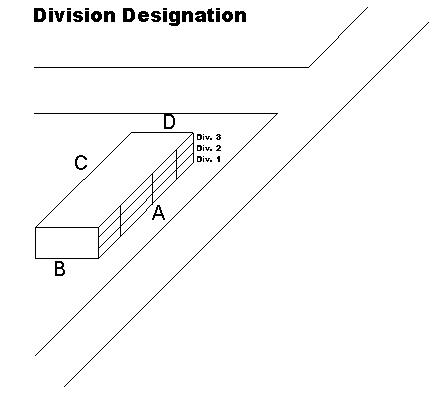 Division Designation
D
Div. 3
Div. 2
Div. 1
C
A
B